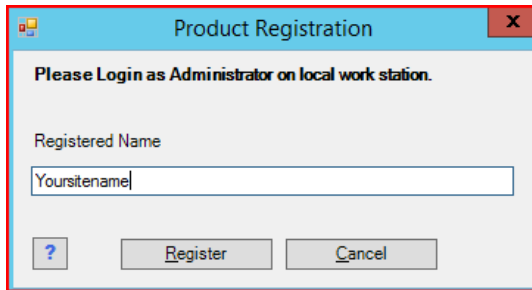 Product Registration
x
Please Login as Administrator on local work station.
Registered Name
Yoursitename
? Register Cancel